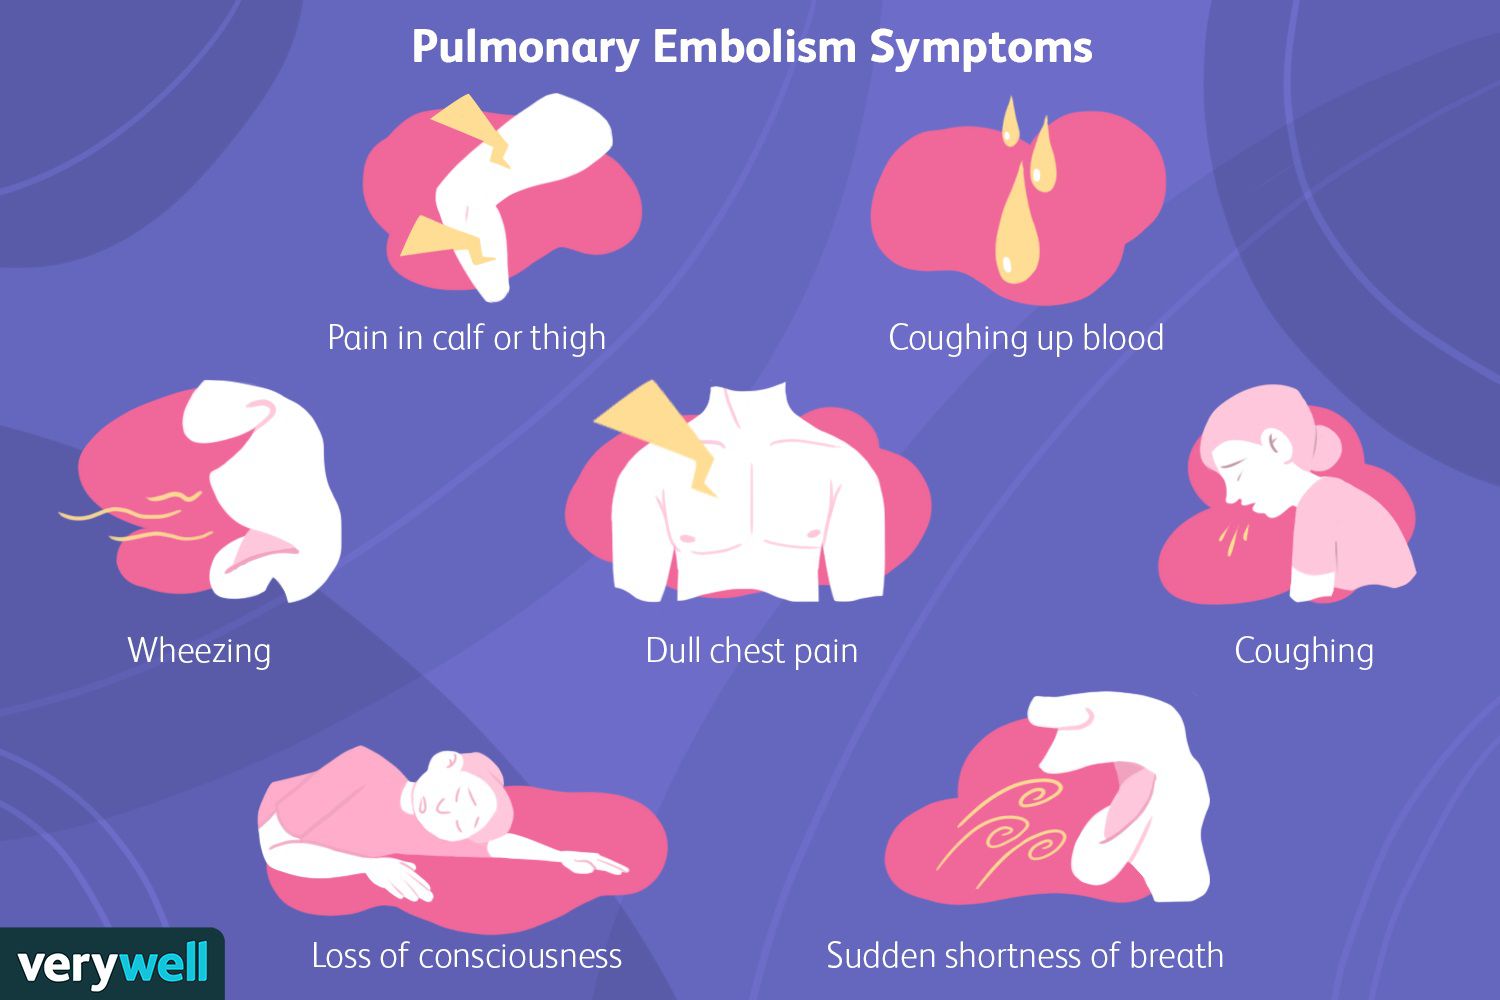 Pulmonary Embolism Symptoms
Pain in calf or thigh
Coughing up blood
Wheezing
Dull chest pain
Coughing
Loss of consciousness
Sudden shortness of breath
verywell